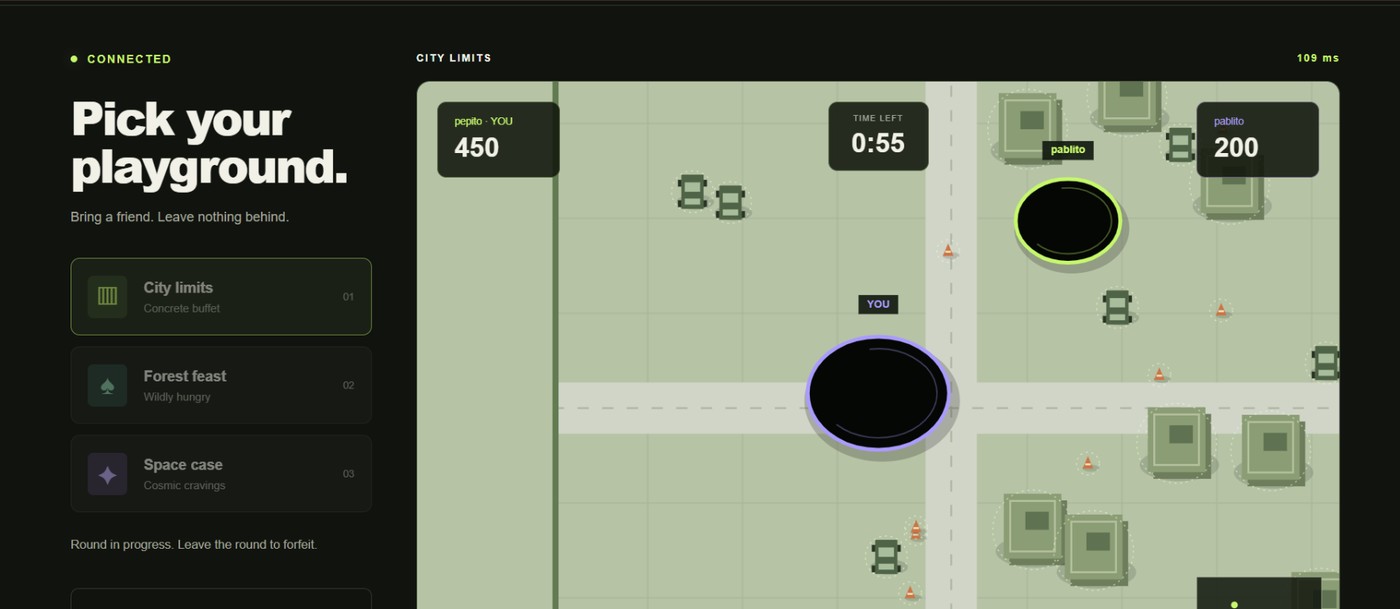 CONNECTED
Pick your
playground.
Bring a friend. Leave nothing behind.
City limits
Concrete buffet
01
Forest feast
Wildly hungry
02
Space case
Cosmic cravings
03
Round in progress. Leave the round to forfeit.
CITY LIMITS
109 ms
pepito · YOU
450
TIME LEFT
0:55
pablito
200
pablito
YOU